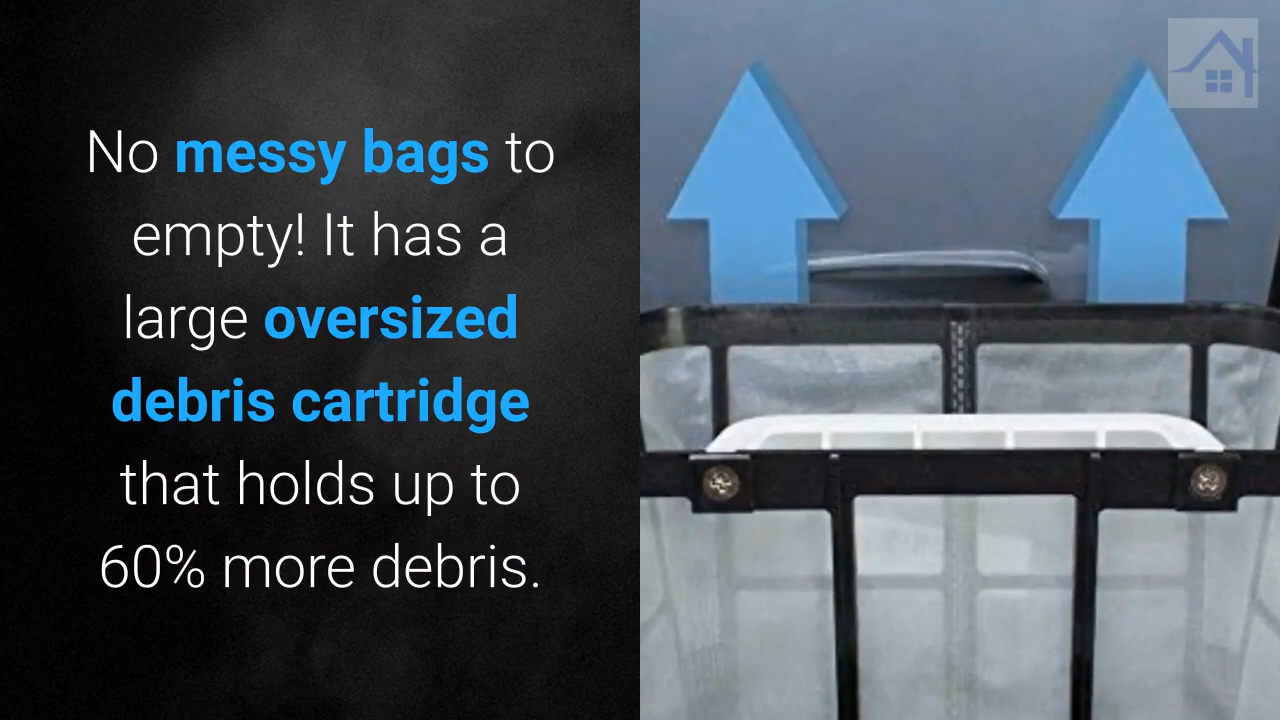 No messy bags to
empty! It has a
large oversized
debris cartridge
that holds up to
60% more debris.